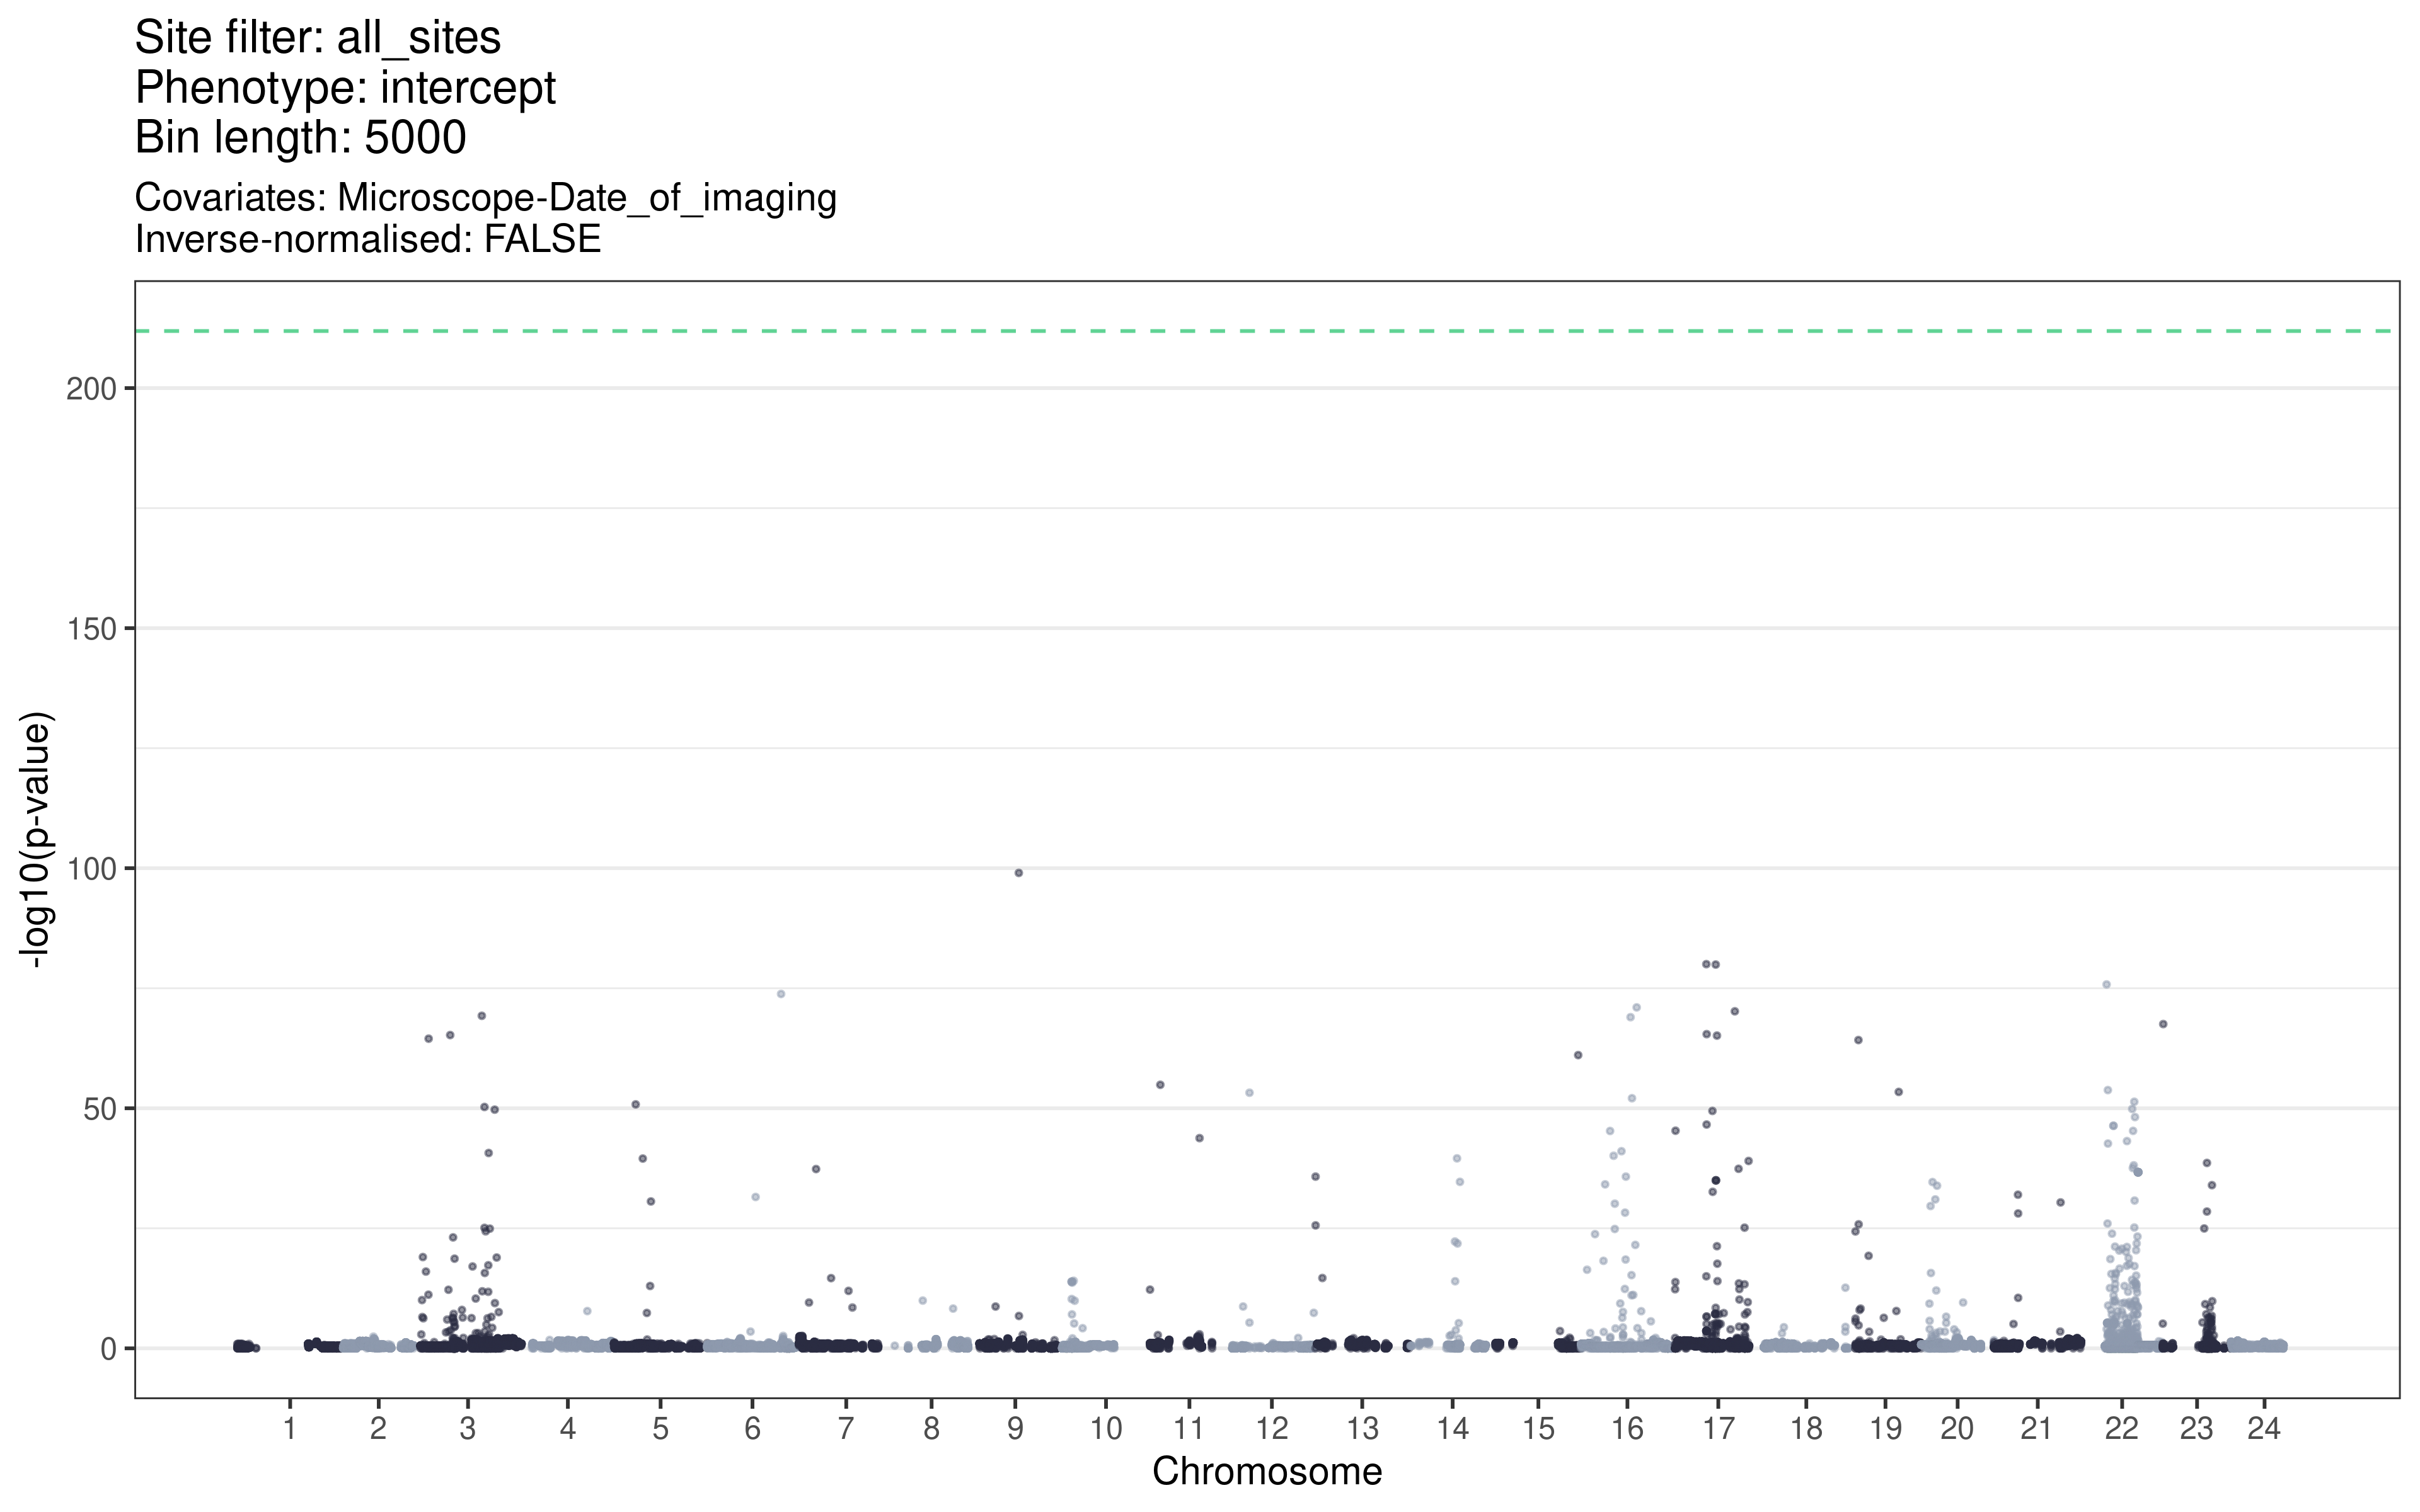 Site filter: all_sites
Phenotype: intercept
Bin length: 5000
Covariates: Microscope-Date_of_imaging
Inverse-normalised: FALSE
-log10(p-value)
200
150
100
50
0
1 2 3 4 5 6 7 8 9 10 11 12 13 14 15 16 17 18 19 20 21 22 23 24
Chromosome